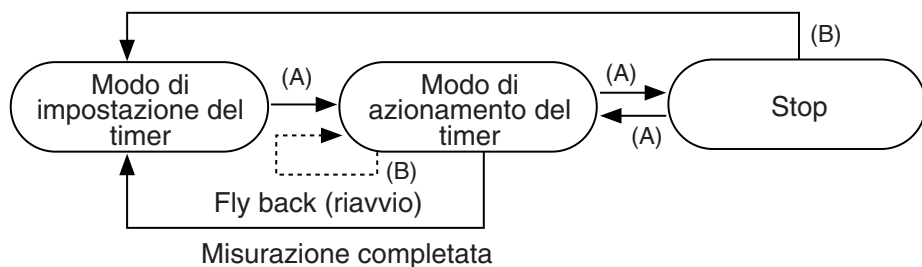 (B)
Modo di
impostazione del
timer
(A)
Modo di
azionamento del
timer
(A)
(A)
Stop
(B)
Fly back (riavvio)
Misurazione completata